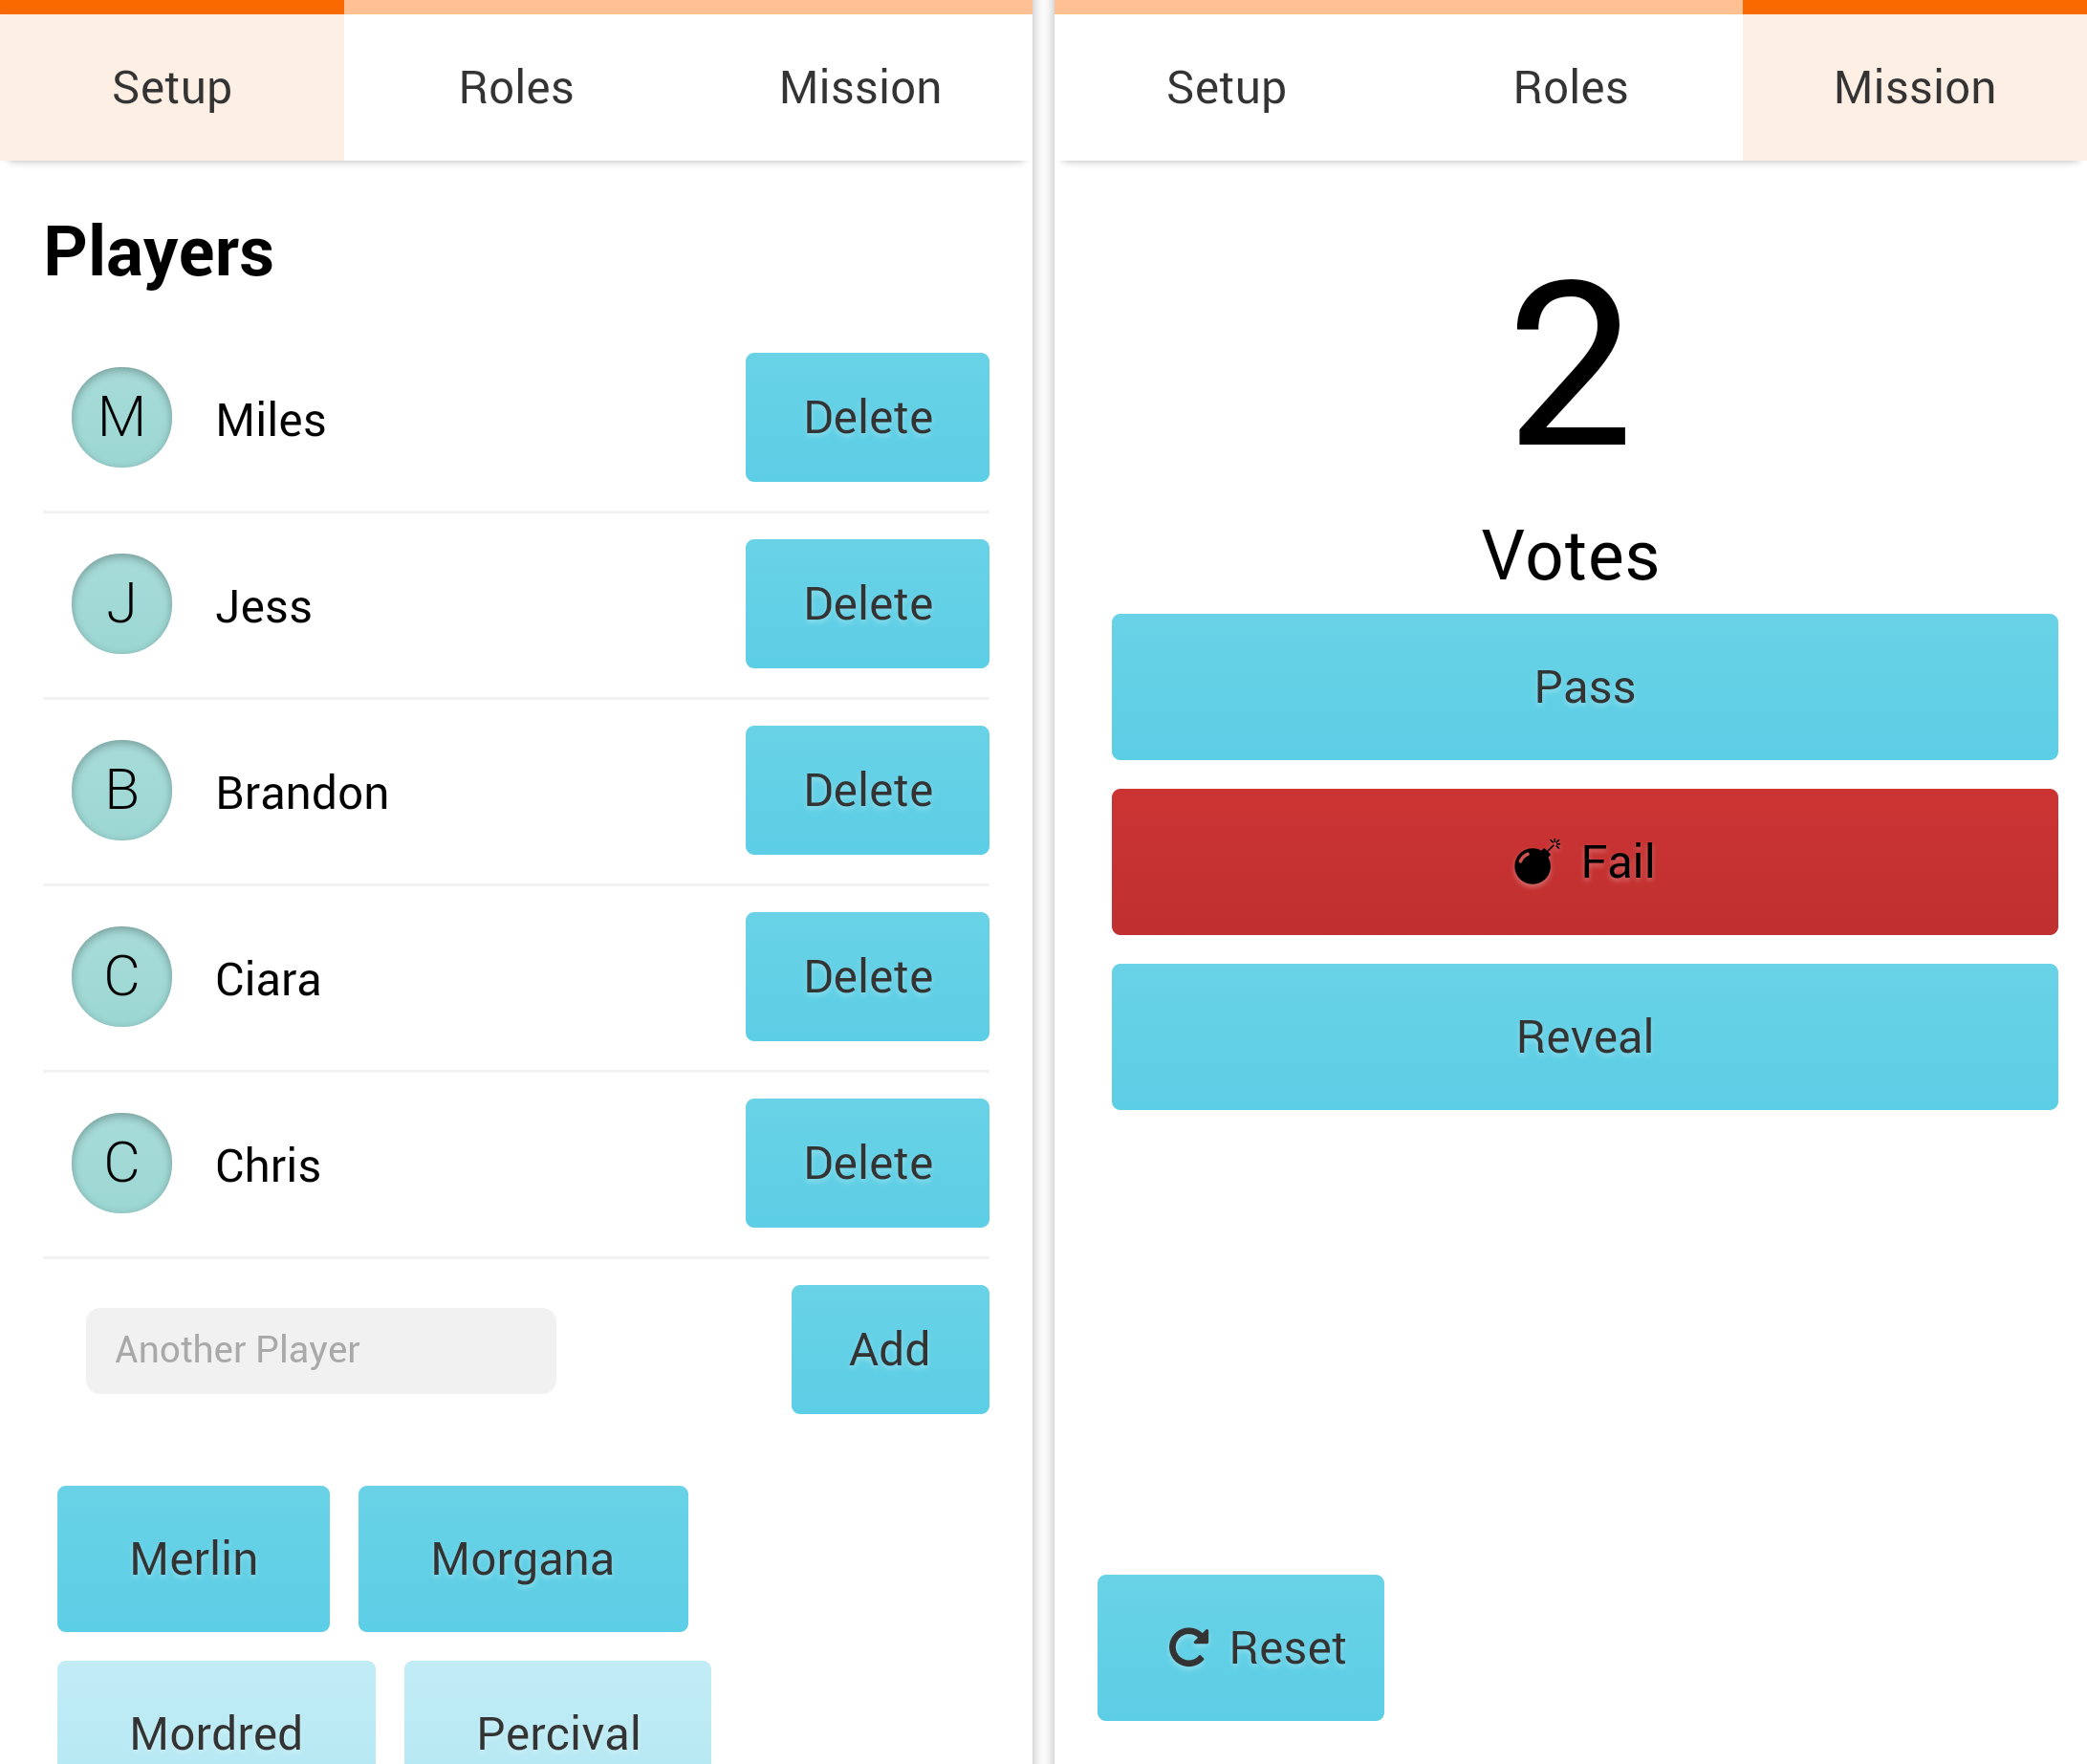 Setup Roles Mission
Players
M Miles Delete
J Jess Delete
B Brandon Delete
C Ciara Delete
C Chris Delete
Another Player Add
Merlin Morgana
Mordred Percival
Setup Roles Mission
2
Votes
Pass
Fail
Reveal
Reset